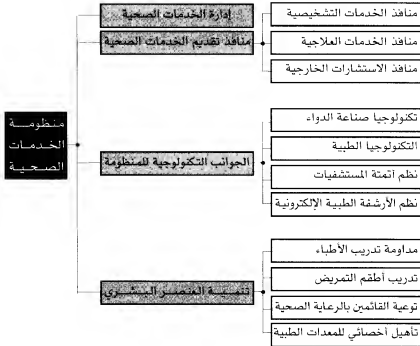 منظومة
الخدمات
الصحية
إدارة الخدمات الصحية
منافذ تقديم الخدمات الصحية
منافذ الخدمات التشخيصية
منافذ الخدمات العلاجية
منافذ الاستشارات الخارجية
الجوانب التكنولوجية للمنظومة
تكنولوجيا صناعة الدواء
التكنولوجيا الطبية
نظم أتمتة المستشفيات
نظم الأرشفة الطبية الإلكترونية
تنمية العنصر البشرى
مداومة تدريب الأطباء
تدريب أطقم التمريض
توعية القائمين بالرعاية الصحية
تأهيل أخصائي للمعدات الطبية